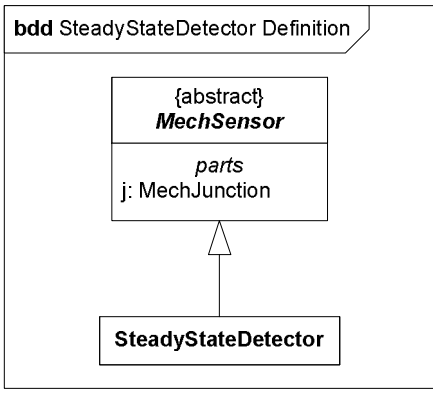 bdd SteadyStateDetector Definition
{abstract}
MechSensor
parts
j: MechJunction
SteadyStateDetector